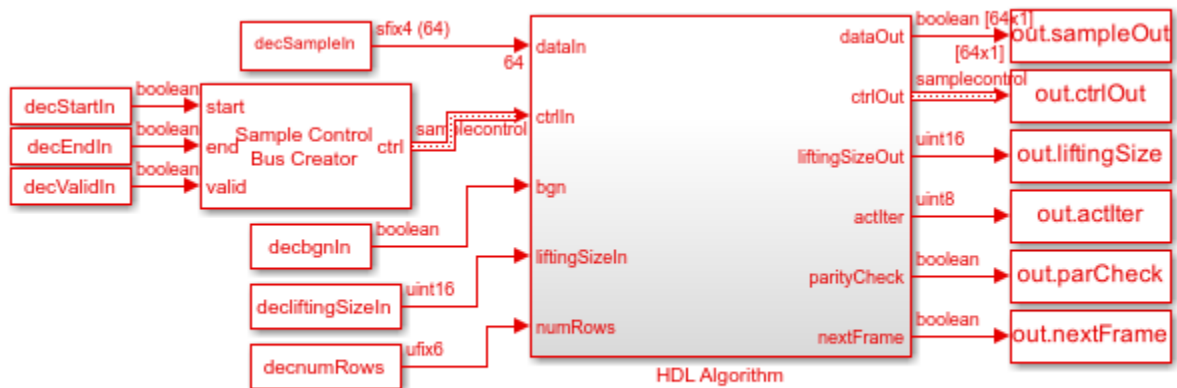 decSampleIn
sfix4 (64)
64
decStartIn
boolean
decEndIn
boolean
decValidIn
boolean
start
end
valid
Sample Control
Bus Creator
ctrl
samplecontrol
decbgnIn
boolean
decliftingSizeIn
uint16
decnumRows
ufix6
dataIn
ctrlIn
bgn
liftingSizeIn
numRows
dataOut
ctrlOut
liftingSizeOut
actIter
parityCheck
nextFrame
HDL Algorithm
boolean [64x1]
[64x1]
samplecontrol
uint16
uint8
boolean
boolean
out.sampleOut
out.ctrlOut
out.liftingSize
out.actIter
out.parCheck
out.nextFrame